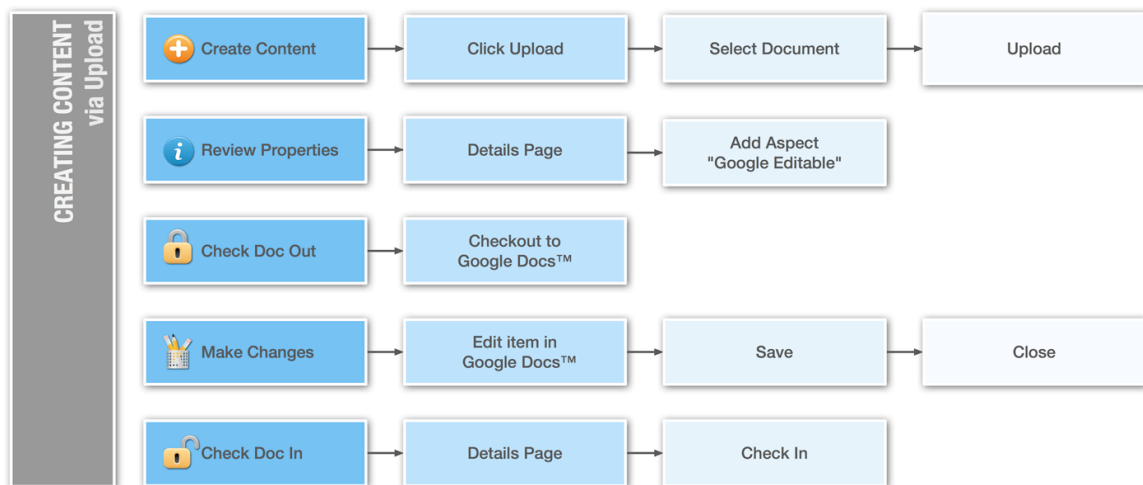 CREATING CONTENT
via Upload
Create Content
Click Upload
Select Document
Upload
Review Properties
Details Page
Add Aspect
"Google Editable"
Check Doc Out
Checkout to
Google Docs™
Make Changes
Edit item in
Google Docs™
Save
Close
Check Doc In
Details Page
Check In